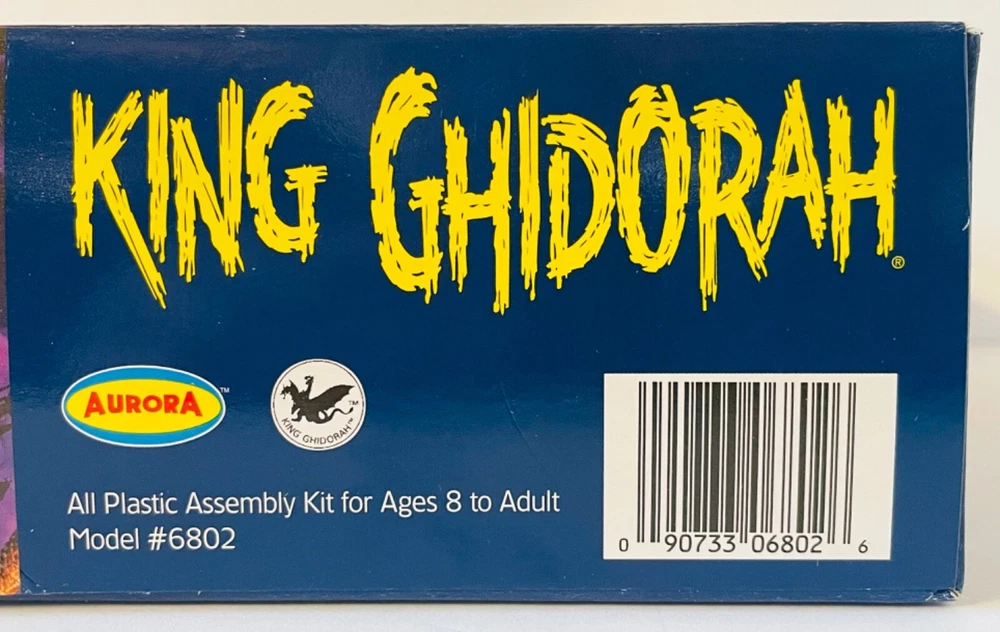 KING GHIDORAH®
AURORA™
KING GHIDORAH™
™
All Plastic Assembly Kit for Ages 8 to Adult
Model #6802
0 90733 06802 6